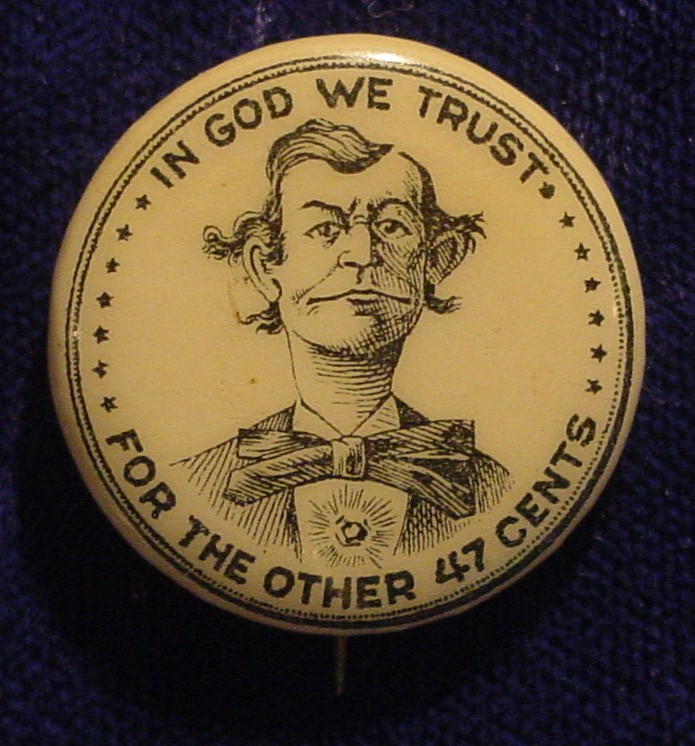 IN GOD WE TRUST
FOR THE OTHER 47 CENTS